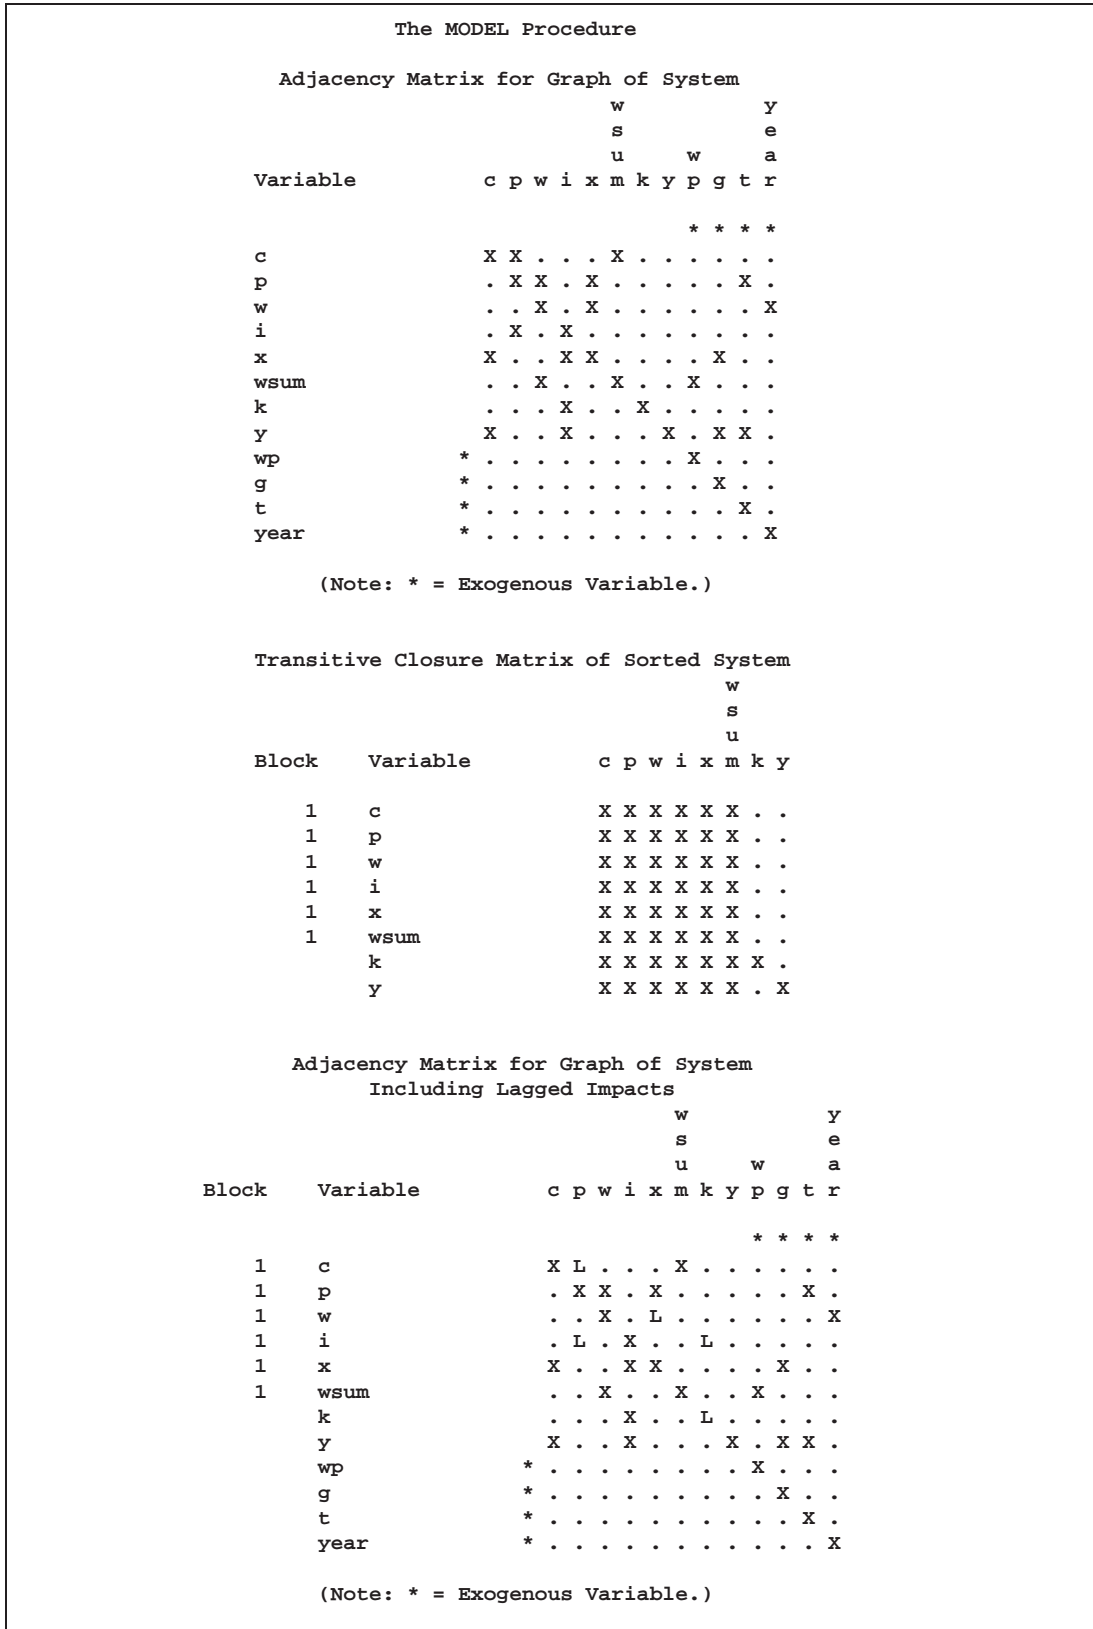 The MODEL Procedure
Adjacency Matrix for Graph of System
w y
s e
u w a
Variable c p w i x m k y p g t r
* * * *
c X X . . . X . . . . . .
p . X X . X . . . . . X .
w . . X . X . . . . . . X
i . X . X . . . . . . . .
x X . . X X . . . . X . .
wsum . . X . . X . . X . . .
k . . . X . . X . . . . .
y X . . X . . . X . X X .
wp * . . . . . . . . X . . .
g * . . . . . . . . . X . .
t * . . . . . . . . . . X .
year * . . . . . . . . . . . X
(Note: * = Exogenous Variable.)
Transitive Closure Matrix of Sorted System
w
s
u
Block Variable c p w i x m k y
1 c X X X X X X . .
1 p X X X X X X . .
1 w X X X X X X . .
1 i X X X X X X . .
1 x X X X X X X . .
1 wsum X X X X X X . .
k X X X X X X X .
y X X X X X X . X
Adjacency Matrix for Graph of System
Including Lagged Impacts
w y
s e
u w a
Block Variable c p w i x m k y p g t r
* * * *
1 c X L . . . X . . . . . .
1 p . X X . X . . . . . X .
1 w . . X . L . . . . . . X
1 i . L . X . . L . . . . .
1 x X . . X X . . . . X . .
1 wsum . . X . . X . . X . . .
k . . . X . . L . . . . .
y X . . X . . . X . X X .
wp * . . . . . . . . X . . .
g * . . . . . . . . . X . .
t * . . . . . . . . . . X .
year * . . . . . . . . . . . X
(Note: * = Exogenous Variable.)